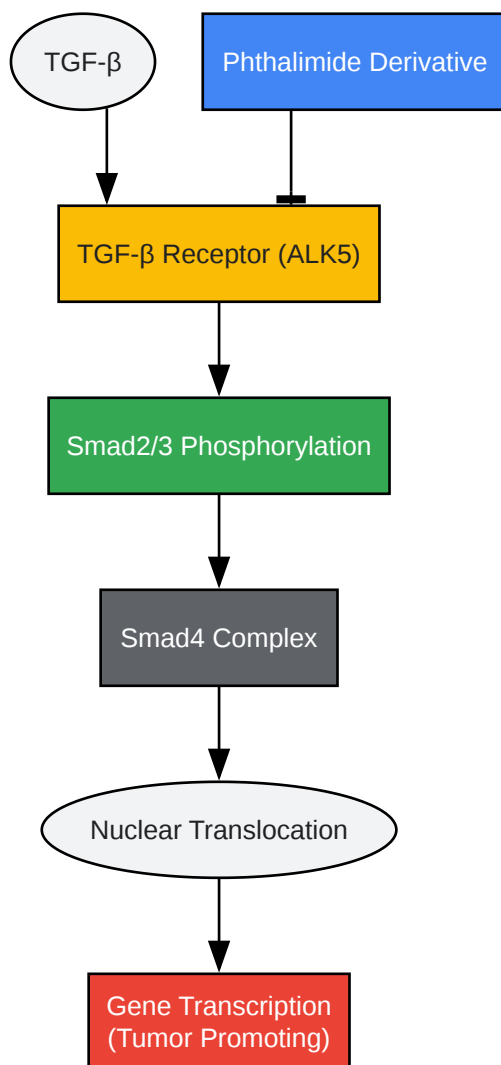 TGF-β
Phthalimide Derivative
TGF-β Receptor (ALK5)
Smad2/3 Phosphorylation
Smad4 Complex
Nuclear Translocation
Gene Transcription
(Tumor Promoting)